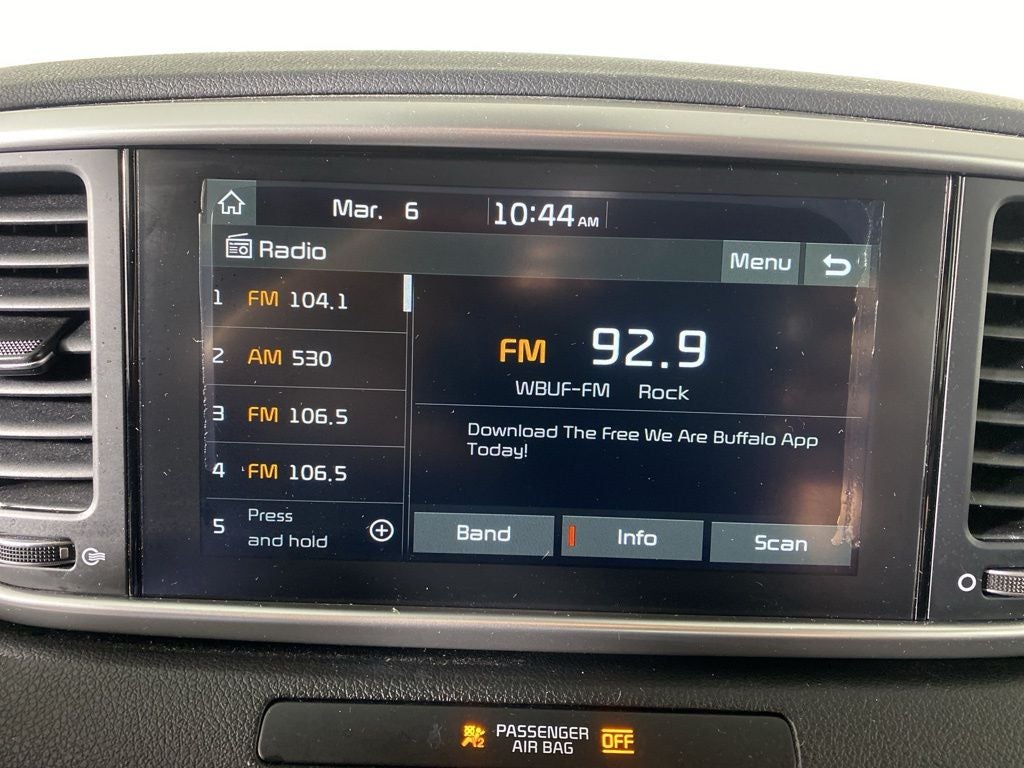 Mar. 6 10:44 AM
Radio
Menu
1 FM 104.1
2 AM 530
3 FM 106.5
4 FM 106.5
5 Press
and hold
FM 92.9
WBUF-FM Rock
Download The Free We Are Buffalo App
Today!
Band
Info
Scan
2 PASSENGER
AIR BAG OFF